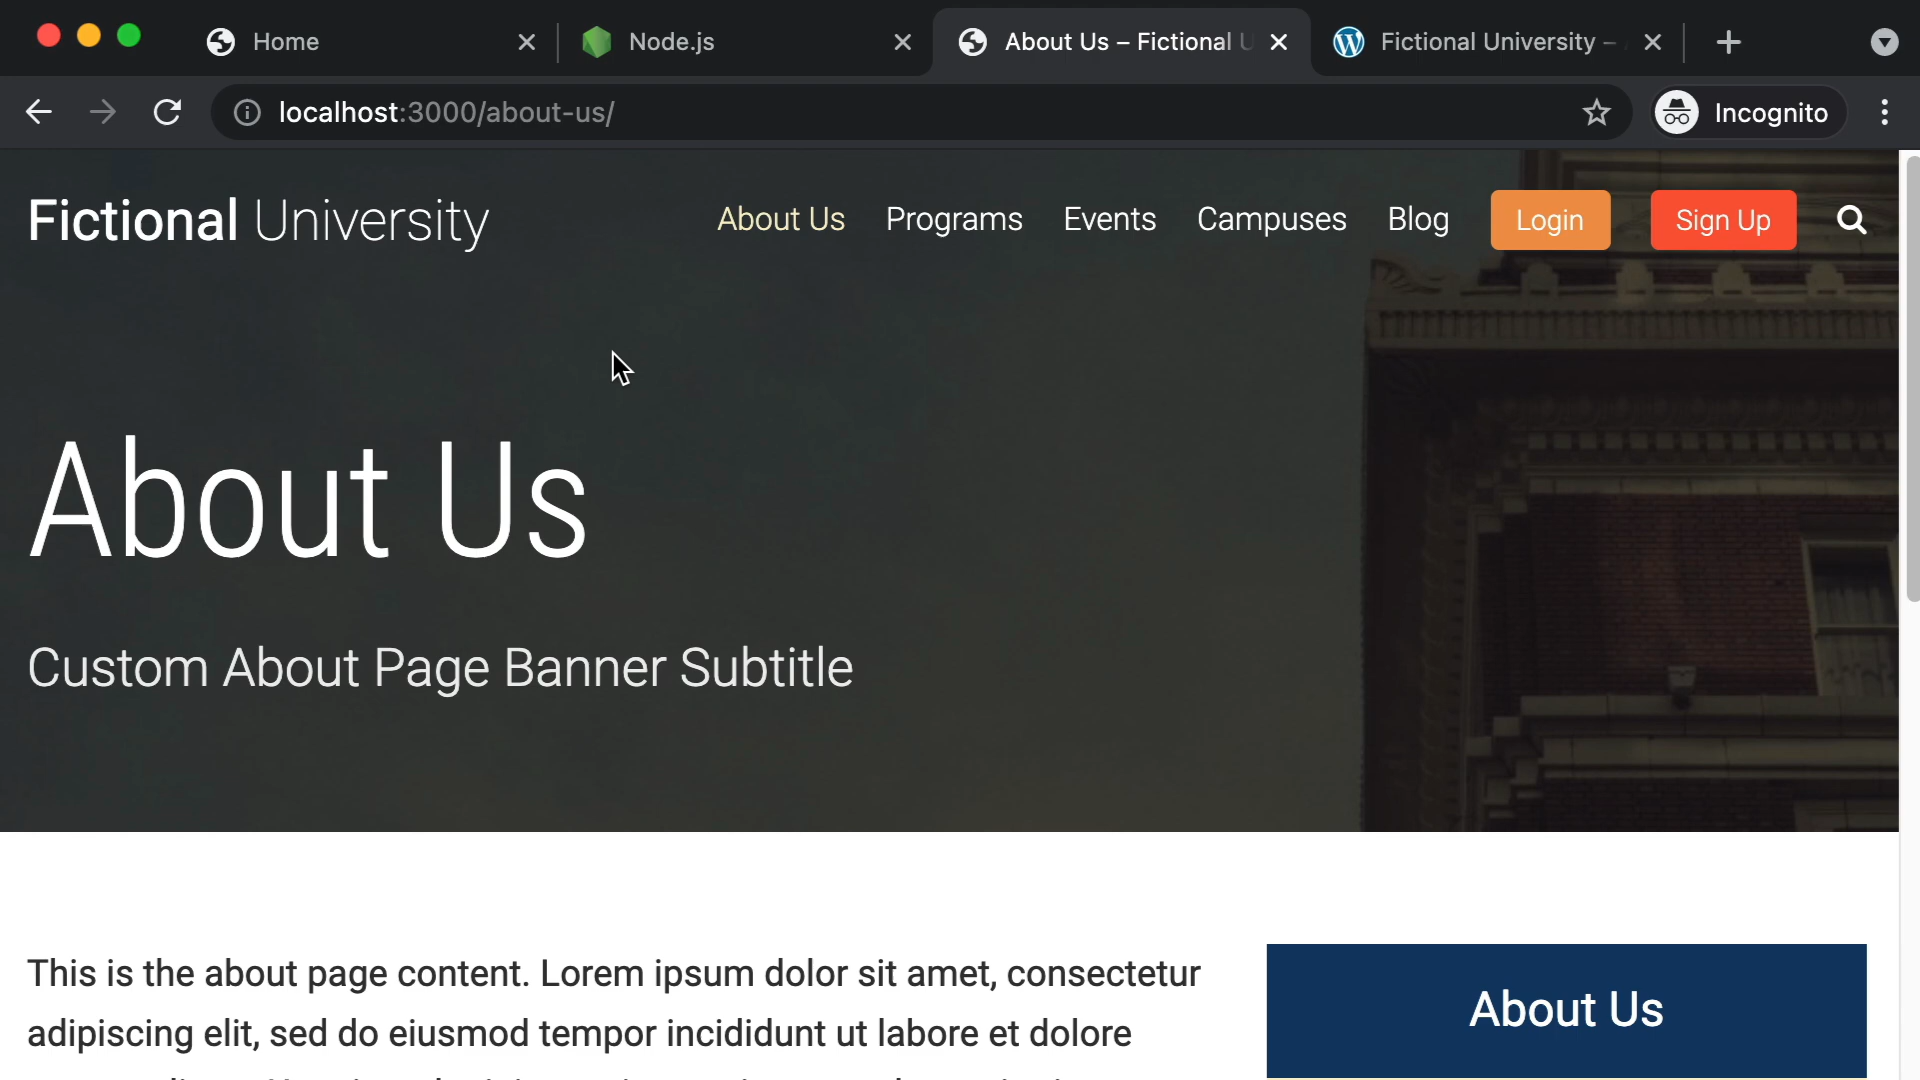 Home
Node.js
About Us – Fictional U
Fictional University –
localhost:3000/about-us/
Incognito
Fictional University
About Us
Programs
Events
Campuses
Blog
Login
Sign Up
About Us
Custom About Page Banner Subtitle
This is the about page content. Lorem ipsum dolor sit amet, consectetur
adipiscing elit, sed do eiusmod tempor incididunt ut labore et dolore
About Us